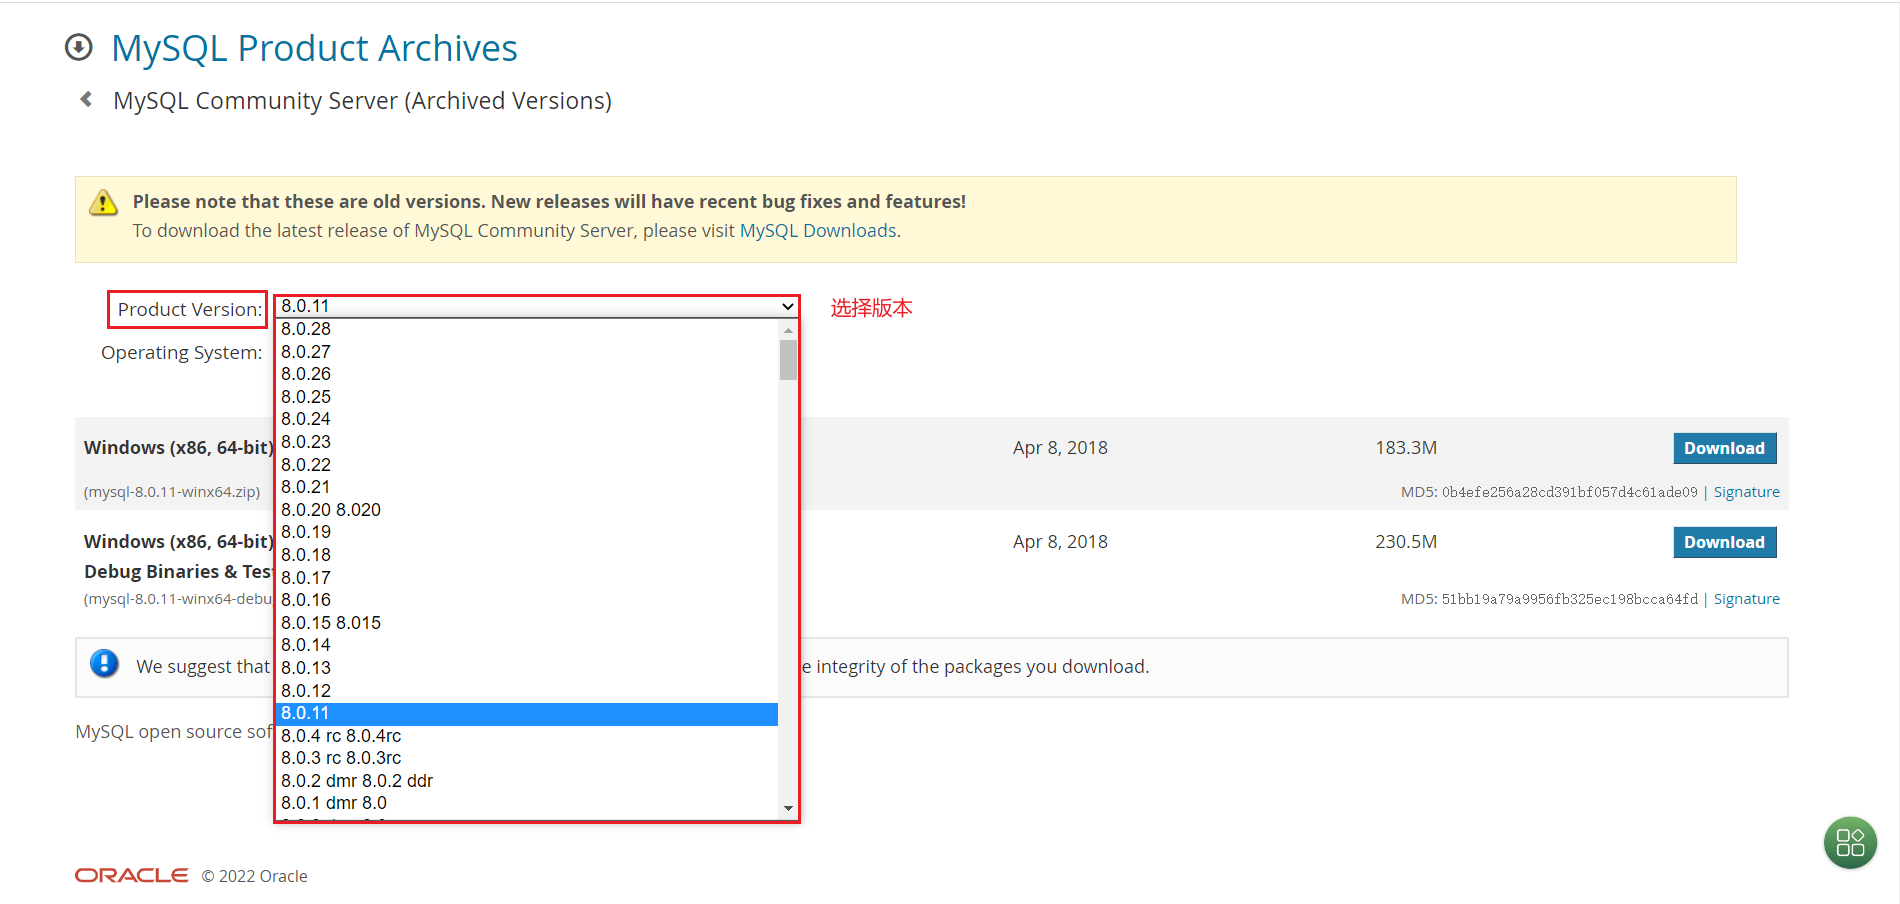 MySQL Product Archives
MySQL Community Server (Archived Versions)
Please note that these are old versions. New releases will have recent bug fixes and features!
To download the latest release of MySQL Community Server, please visit MySQL Downloads.
Product Version:
8.0.11
选择版本
Operating System:
8.0.28
8.0.27
8.0.26
8.0.25
8.0.24
8.0.23
8.0.22
8.0.21
8.0.20 8.020
8.0.19
8.0.18
8.0.17
8.0.16
8.0.15 8.015
8.0.14
8.0.13
8.0.12
8.0.11
8.0.4 rc 8.0.4rc
8.0.3 rc 8.0.3rc
8.0.2 dmr 8.0.2 ddr
8.0.1 dmr 8.0
Windows (x86, 64-bit)
Apr 8, 2018
183.3M
Download
(mysql-8.0.11-winx64.zip)
MD5: 0b4efe256a28cd391bf057d4c61ade09 | Signature
Windows (x86, 64-bit)
Apr 8, 2018
230.5M
Download
Debug Binaries & Test
(mysql-8.0.11-winx64-debu
MD5: 51bb19a79a9956fb325ec198bcca64fd | Signature
We suggest that
e integrity of the packages you download.
MySQL open source sof
ORACLE © 2022 Oracle